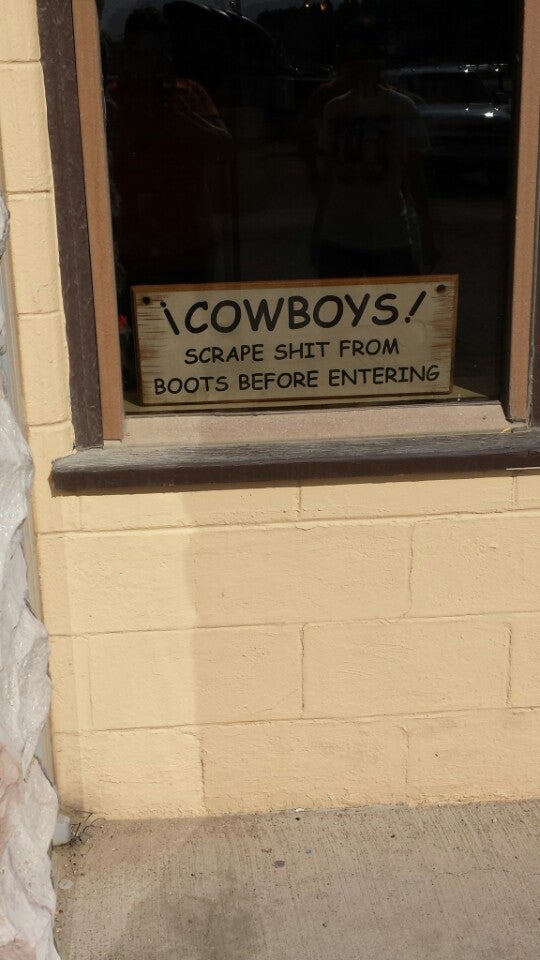 ¡COWBOYS!
SCRAPE SHIT FROM
BOOTS BEFORE ENTERING